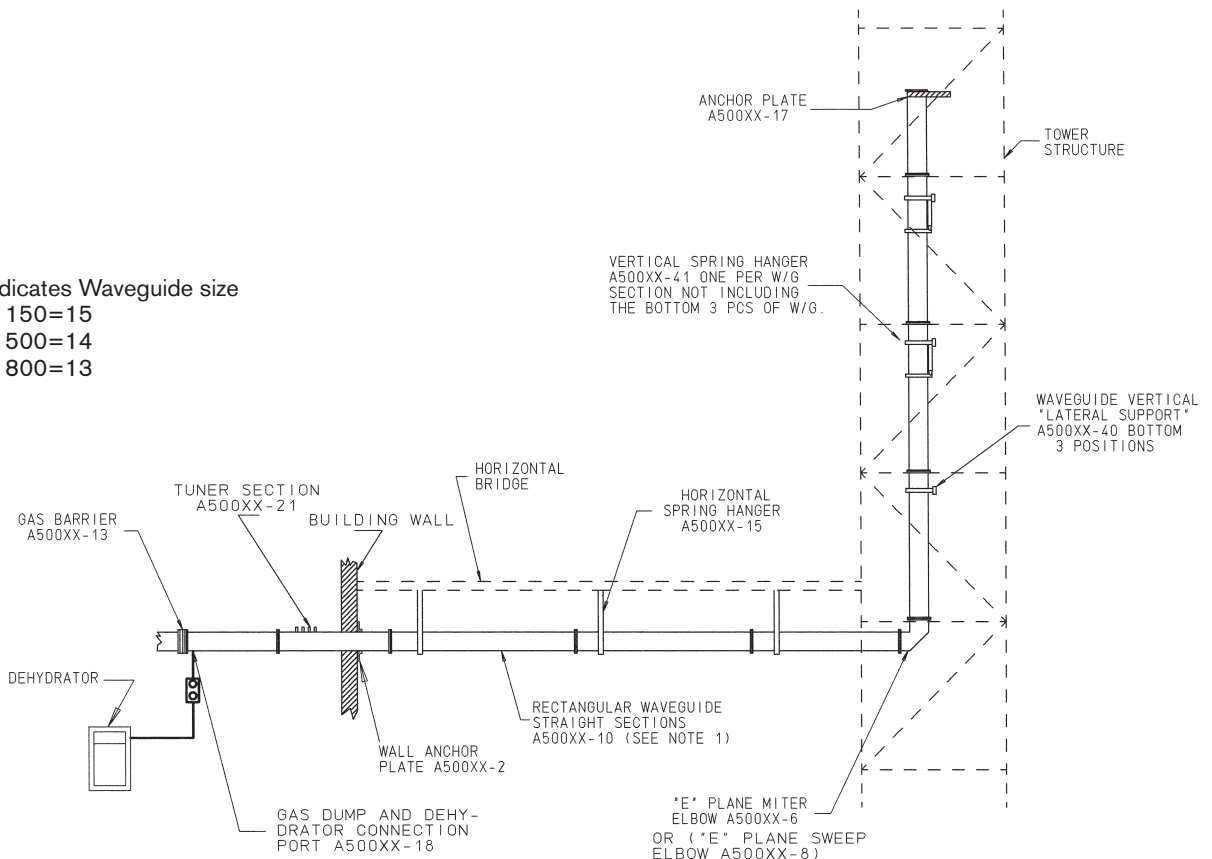 ANCHOR PLATE
A500XX-17
TOWER
STRUCTURE
VERTICAL SPRING HANGER
A500XX-41 ONE PER W/G
SECTION NOT INCLUDING
THE BOTTOM 3 PCS OF W/G.
dicates Waveguide size
150=15
500=14
800=13
WAVEGUIDE VERTICAL
"LATERAL SUPPORT"
A500XX-40 BOTTOM
3 POSITIONS
HORIZONTAL
BRIDGE
TUNER SECTION
A500XX-21
HORIZONTAL
SPRING HANGER
A500XX-15
GAS BARRIER
A500XX-13
BUILDING WALL
DEHYDRATOR
RECTANGULAR WAVEGUIDE
STRAIGHT SECTIONS
A500XX-10 (SEE NOTE 1)
WALL ANCHOR
PLATE A500XX-2
"E" PLANE MITER
ELBOW A500XX-6
OR ("E" PLANE SWEEP
ELBOW A500XX-8)
GAS DUMP AND DEHY-
DRATOR CONNECTION
PORT A500XX-18